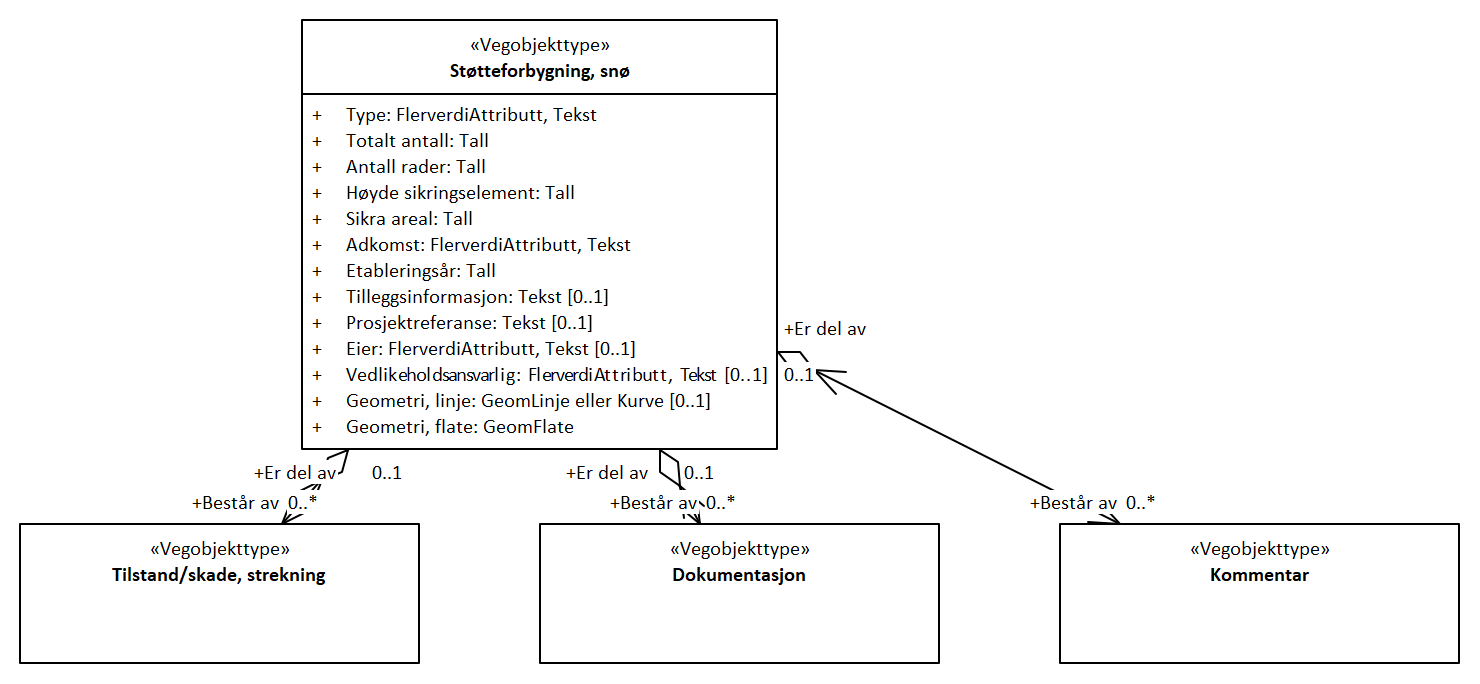 «Vegobjekttype»
Støtteforbygning, snø
+ Type: FlerverdiAttributt, Tekst
+ Totalt antall: Tall
+ Antall rader: Tall
+ Høyde sikringselement: Tall
+ Sikra areal: Tall
+ Adkomst: FlerverdiAttributt, Tekst
+ Etableringsår: Tall
+ Tilleggsinformasjon: Tekst [0..1]
+ Prosjektreferanse: Tekst [0..1]
+ Eier: FlerverdiAttributt, Tekst [0..1]
+ Vedlikeholdsansvarlig: FlerverdiAttributt, Tekst [0..1]
+ Geometri, linje: GeomLinje eller Kurve [0..1]
+ Geometri, flate: GeomFlate
+Er del av
0..1
+Er del av 0..1
+Er del av 0..1
+Består av 0..*
+Består av 0..*
+Består av 0..*
«Vegobjekttype»
Tilstand/skade, strekning
«Vegobjekttype»
Dokumentasjon
«Vegobjekttype»
Kommentar